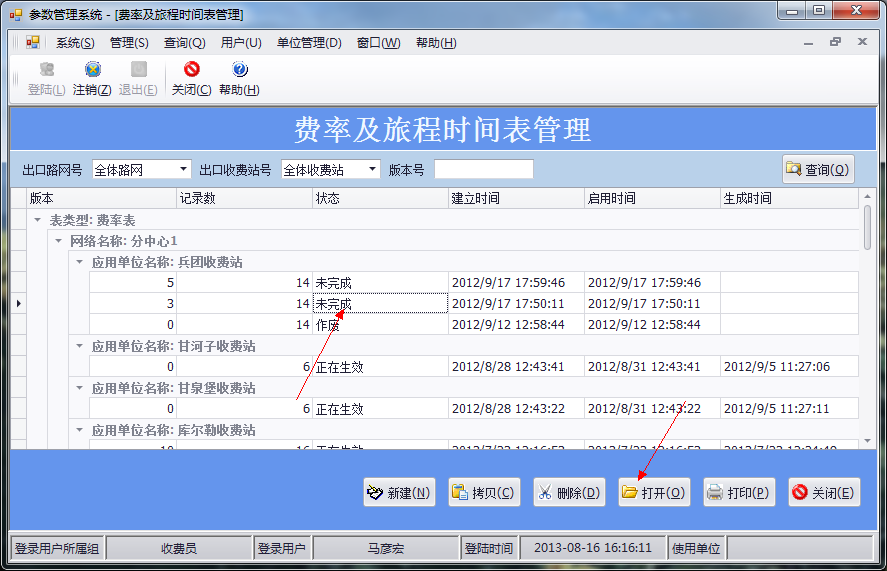 参数管理系统 - [费率及旅程时间表管理]
系统(S) 管理(S) 查询(Q) 用户(U) 单位管理(D) 窗口(W) 帮助(H)
登陆(L) 注销(Z) 退出(E) 关闭(C) 帮助(H)
费率及旅程时间表管理
出口路网号 全体路网 出口收费站号 全体收费站 版本号 查询(Q)
版本 记录数 状态 建立时间 启用时间 生成时间
表类型: 费率表
网络名称: 分中心1
应用单位名称: 兵团收费站
5 14 未完成 2012/9/17 17:59:46 2012/9/17 17:59:46
3 14 未完成 2012/9/17 17:50:11 2012/9/17 17:50:11
0 14 作废 2012/9/12 12:58:44 2012/9/12 12:58:44
应用单位名称: 甘河子收费站
0 6 正在生效 2012/8/28 12:43:41 2012/8/31 12:43:41 2012/9/5 11:27:06
应用单位名称: 甘泉堡收费站
0 6 正在生效 2012/8/28 12:43:22 2012/8/31 12:43:22 2012/9/5 11:27:11
应用单位名称: 库尔勒收费站
新建(N) 拷贝(C) 删除(D) 打开(O) 打印(P) 关闭(E)
登录用户所属组 收费员 登录用户 马彦宏 登陆时间 2013-08-16 16:16:11 使用单位